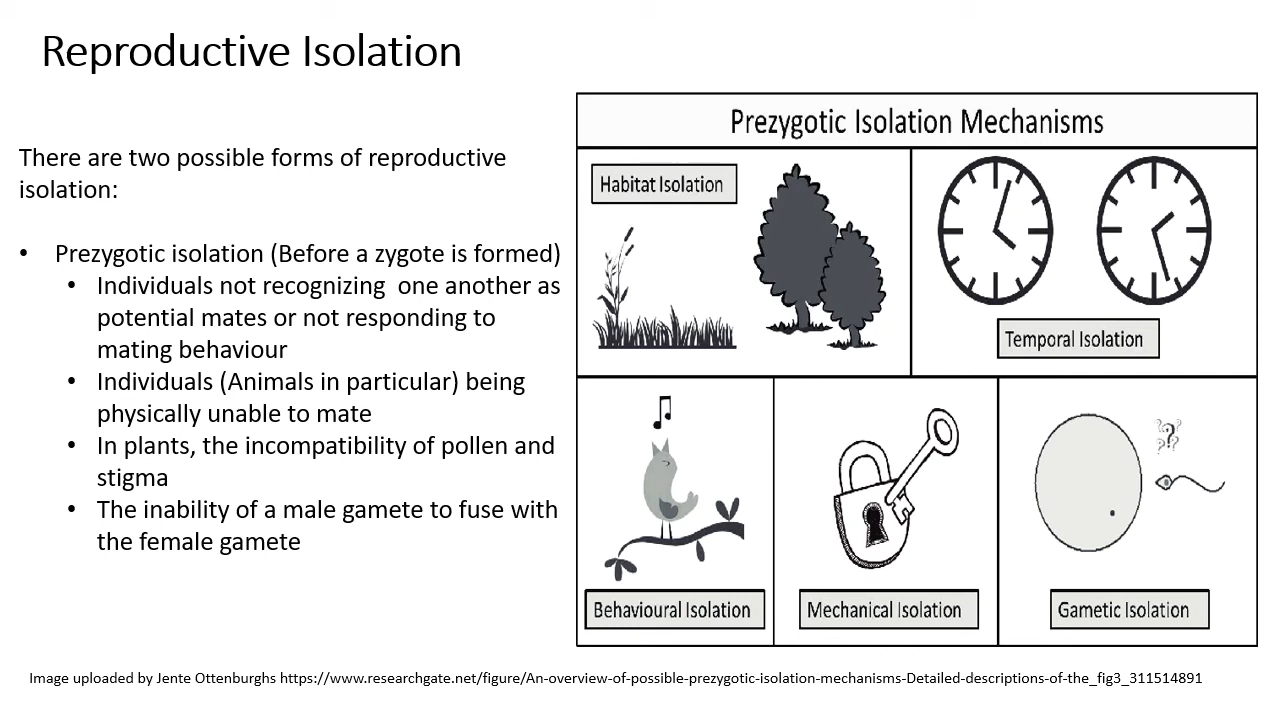 Reproductive Isolation
There are two possible forms of reproductive
isolation:
• Prezygotic isolation (Before a zygote is formed)
• Individuals not recognizing one another as
potential mates or not responding to
mating behaviour
• Individuals (Animals in particular) being
physically unable to mate
• In plants, the incompatibility of pollen and
stigma
• The inability of a male gamete to fuse with
the female gamete
Prezygotic Isolation Mechanisms
Habitat Isolation
Temporal Isolation
Behavioural Isolation
Mechanical Isolation
??
??
Gametic Isolation
Image uploaded by Jente Ottenburghs https://www.researchgate.net/figure/An-overview-of-possible-prezygotic-isolation-mechanisms-Detailed-descriptions-of-the_fig3_311514891